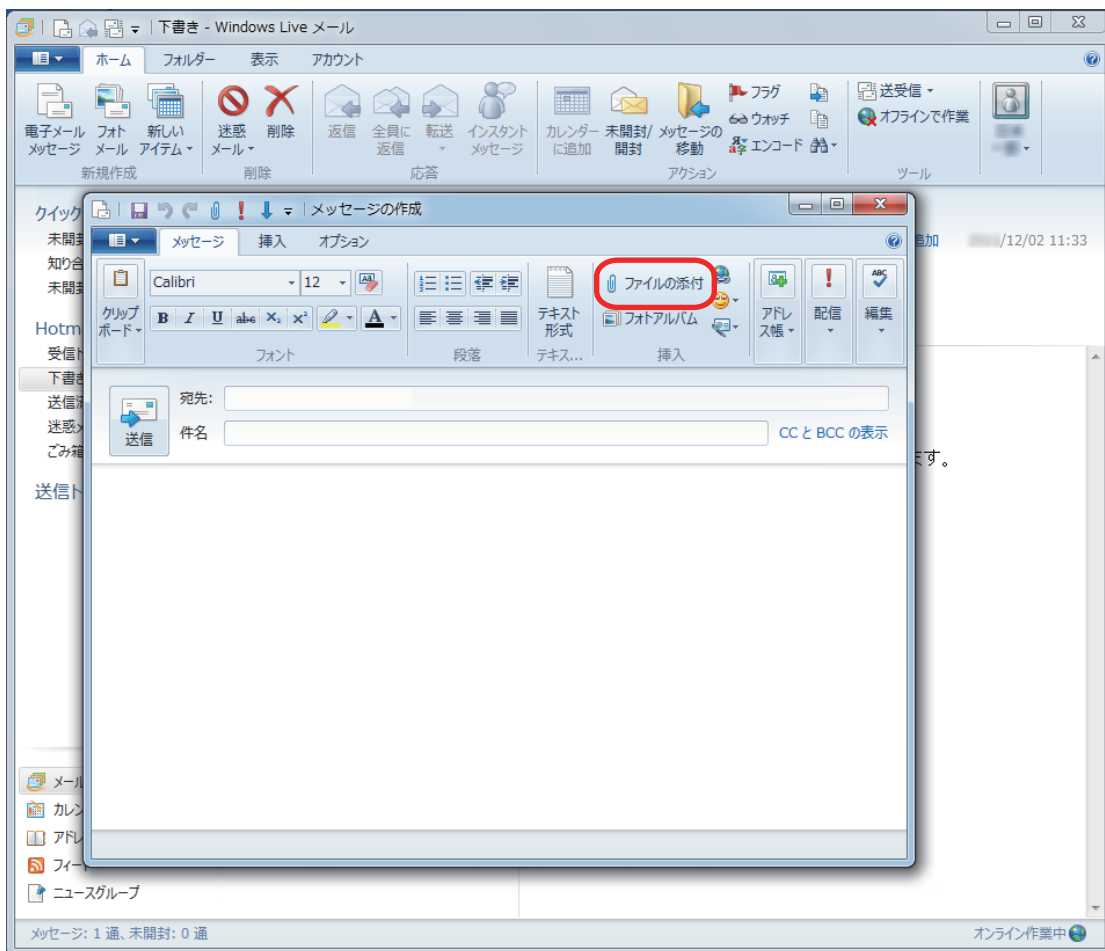 下書き - Windows Live メール
ホーム フォルダー 表示 アカウント
電子メール メッセージ
フォト メール
新しい アイテム
迷惑 メール
削除
返信
全員に 返信
転送
インスタント メッセージ
カレンダー に追加
未開封/ 開封
メッセージの 移動
フラグ
ウォッチ
エンコード
送受信
オフラインで作業
新規作成 削除 応答 アクション ツール
クイック
未開封
知り合
未開封
Hotm
受信ト
下書き
送信済
迷惑メ
ごみ箱
送信ト
追加
/12/02 11:33
ます。
メッセージの作成
メッセージ 挿入 オプション
クリップ ボード
Calibri 12
B I U abc X₂ X² A
フォント
段落
テキスト 形式
テキス...
ファイルの添付
フォトアルバム
挿入
アドレ ス帳
配信
ABC
編集
送信
宛先:
件名
CC と BCC の表示
メール
カレン
アドレ
フィード
ニュースグループ
メッセージ: 1 通、未開封: 0 通
オンライン作業中